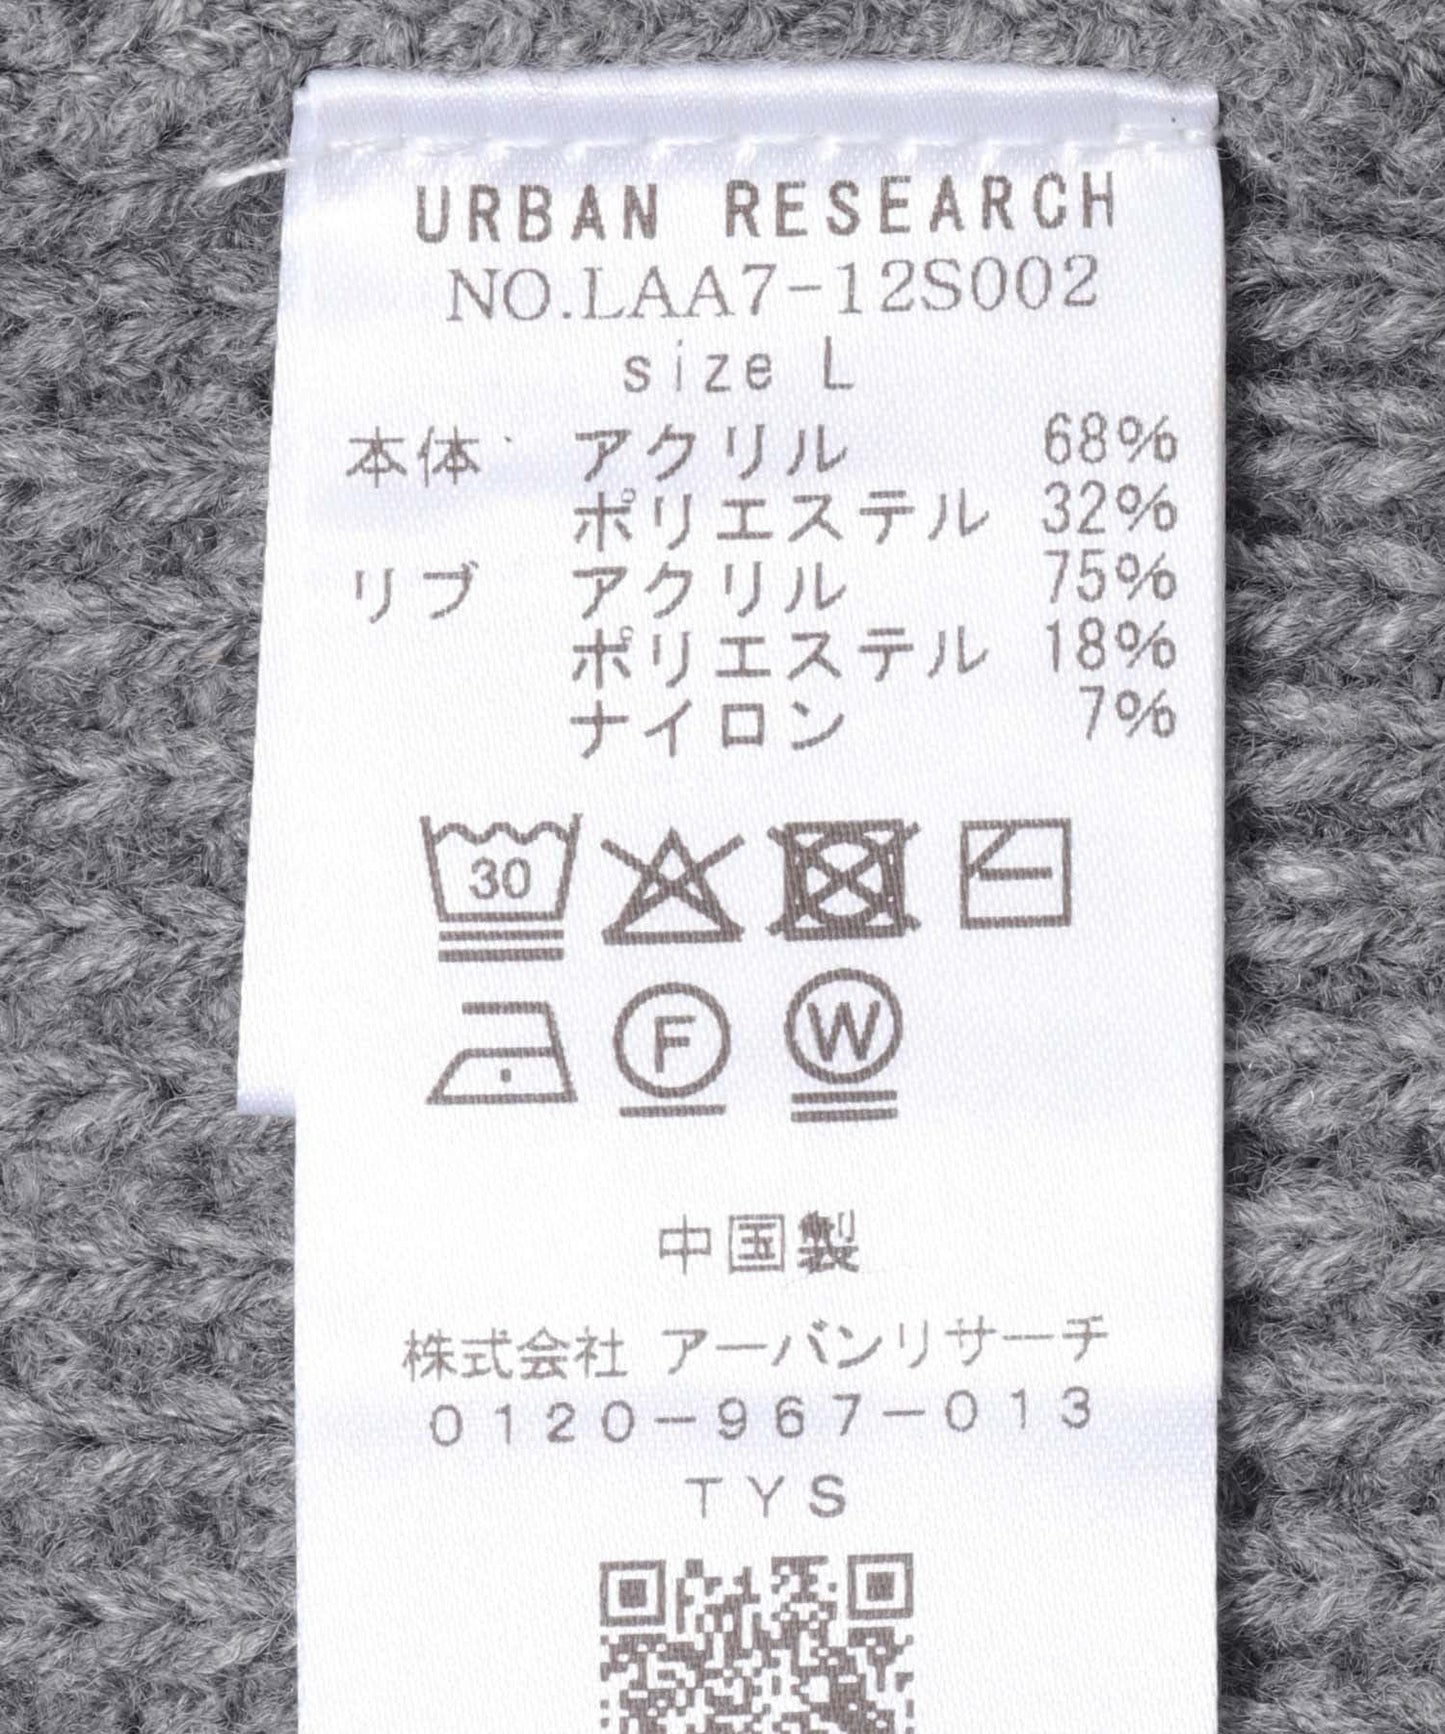 URBAN RESEARCH
NO.LAA7-12S002
size L
本体 アクリル 68%
ポリエステル 32%
リブ アクリル 75%
ポリエステル 18%
ナイロン 7%
30
F W
中国製
株式会社 アーバンリサーチ
0120-967-013
TYS